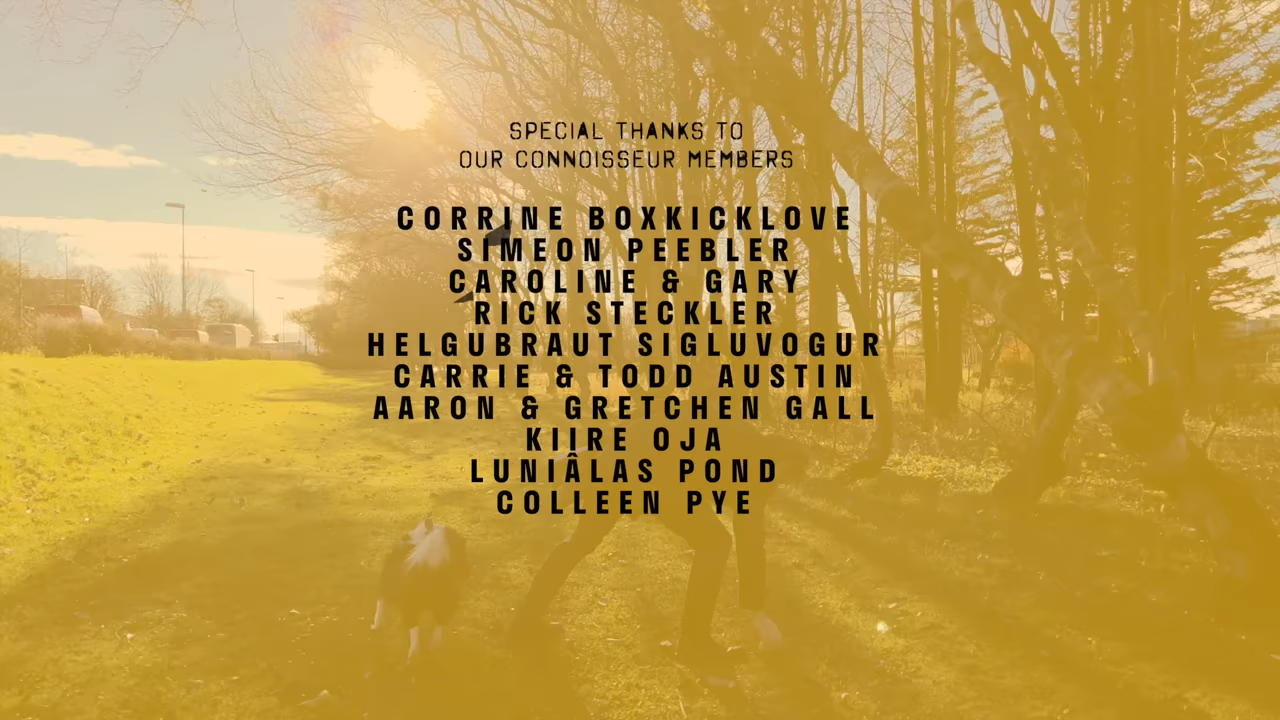 SPECIAL THANKS TO
OUR CONNOISSEUR MEMBERS
CORRINE BOXKICKLOVE
SIMEON PEEBLER
CAROLINE & GARY
RICK STECKLER
HELGUBRAUT SIGLUVOGUR
CARRIE & TODD AUSTIN
AARON & GRETCHEN GALL
KIIRE OJA
LUNIÂLAS POND
COLLEEN PYE